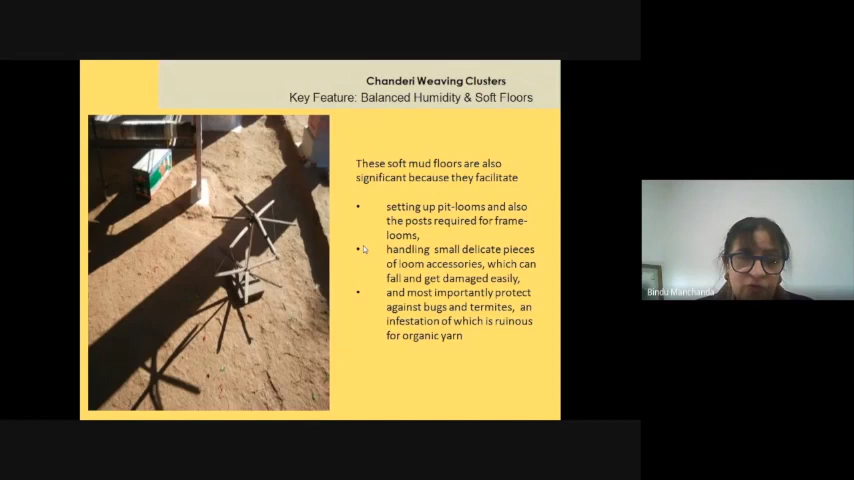 Chanderi Weaving Clusters
Key Feature: Balanced Humidity & Soft Floors
These soft mud floors are also
significant because they facilitate
• setting up pit-looms and also
the posts required for frame-
looms,
• handling small delicate pieces
of loom accessories, which can
fall and get damaged easily,
• and most importantly protect
against bugs and termites, an
infestation of which is ruinous
for organic yarn
Bindu Manchanda